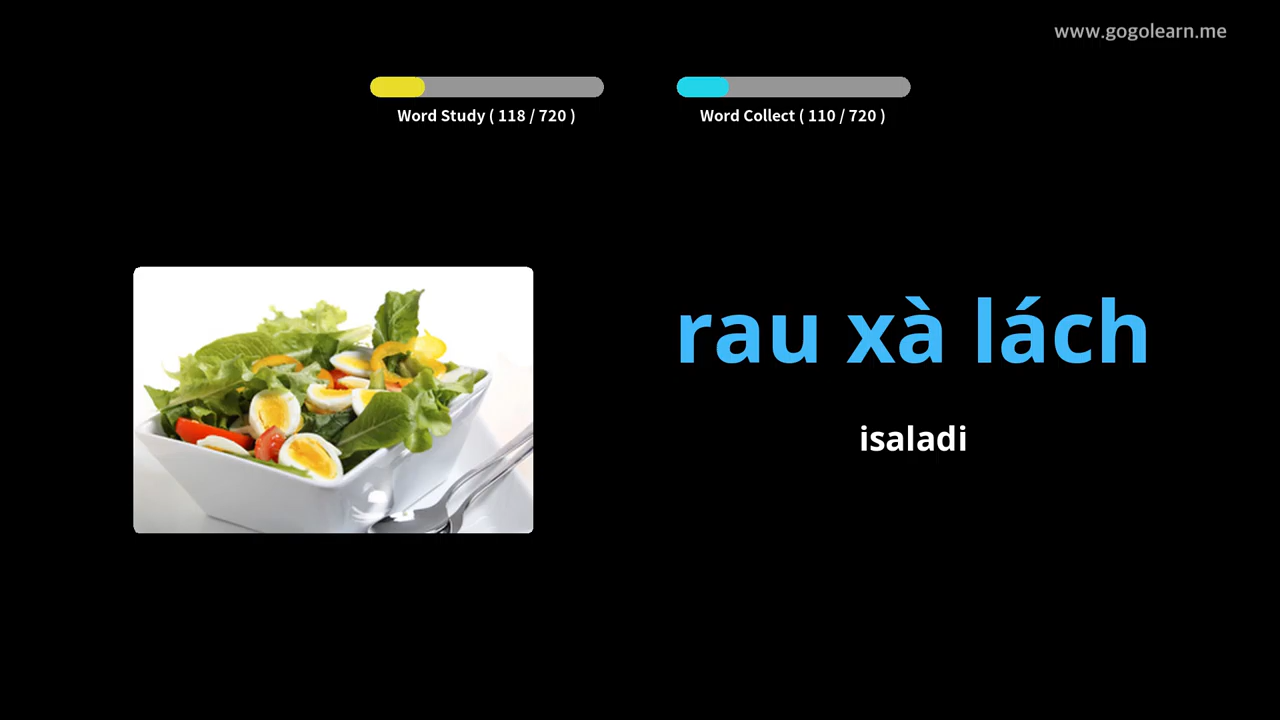 www.gogolearn.me
Word Study ( 118 / 720 )
Word Collect ( 110 / 720 )
rau xà lách
isaladi